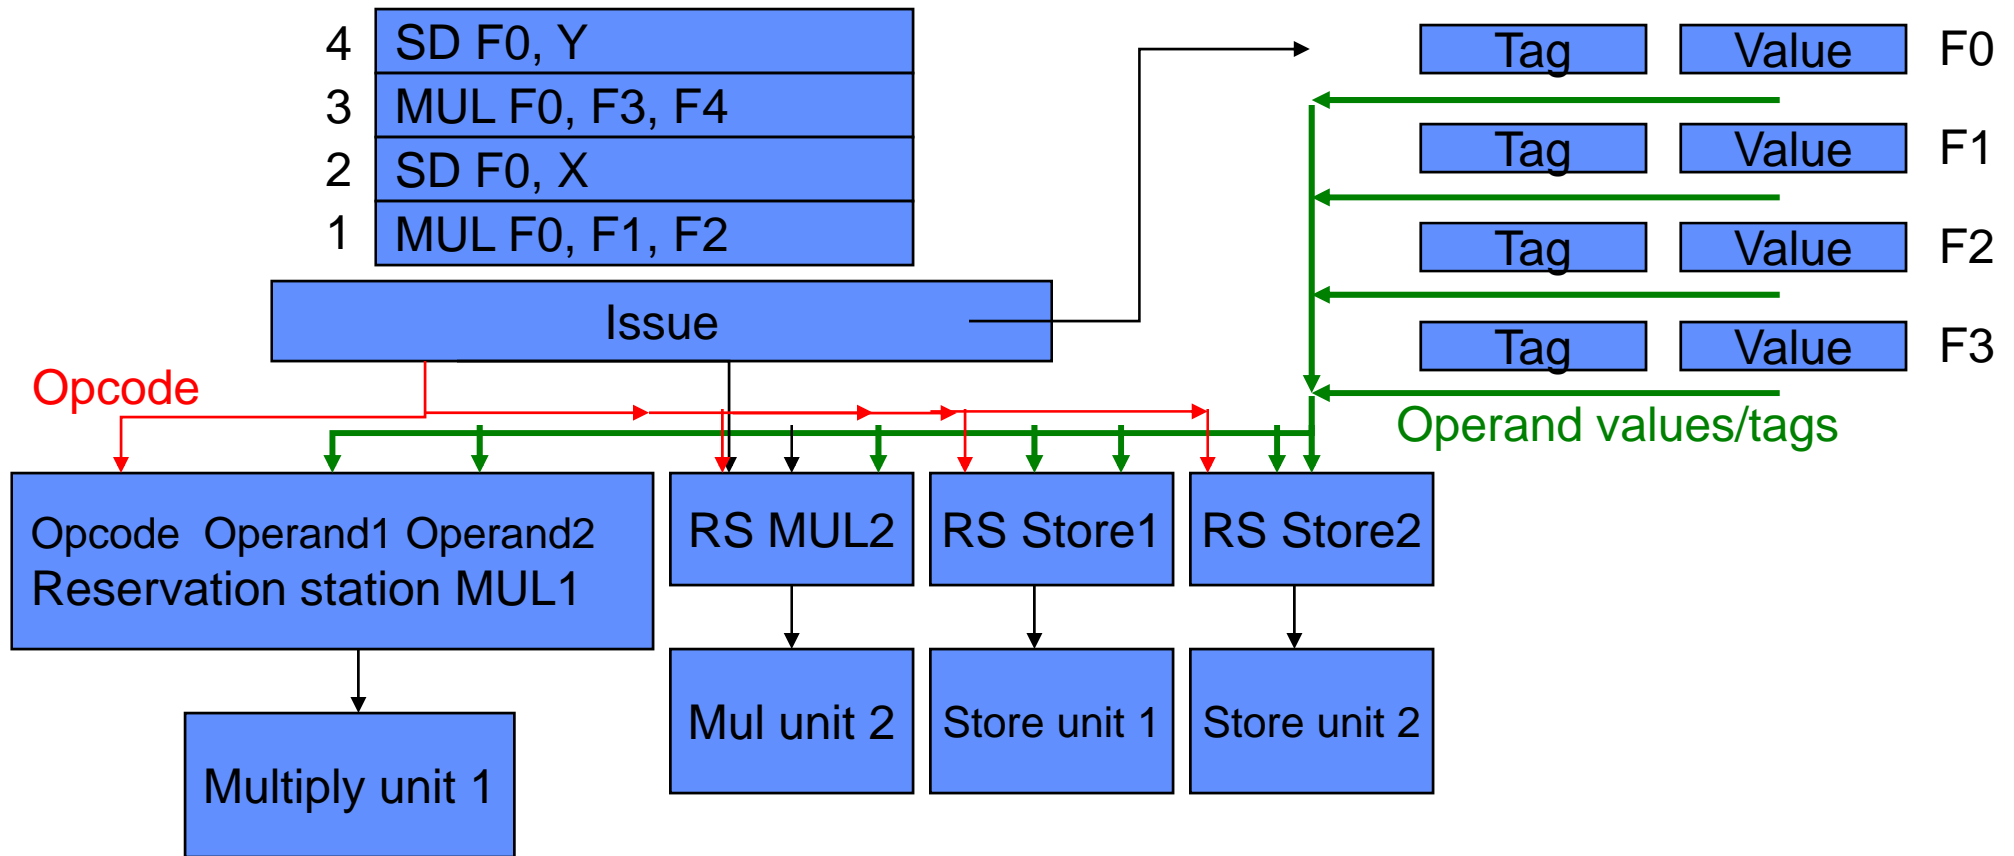 4 SD F0, Y
3 MUL F0, F3, F4
2 SD F0, X
1 MUL F0, F1, F2
Issue
Tag Value F0
Tag Value F1
Tag Value F2
Tag Value F3
Opcode
Operand values/tags
Opcode Operand1 Operand2
Reservation station MUL1
RS MUL2
RS Store1
RS Store2
Multiply unit 1
Mul unit 2
Store unit 1
Store unit 2